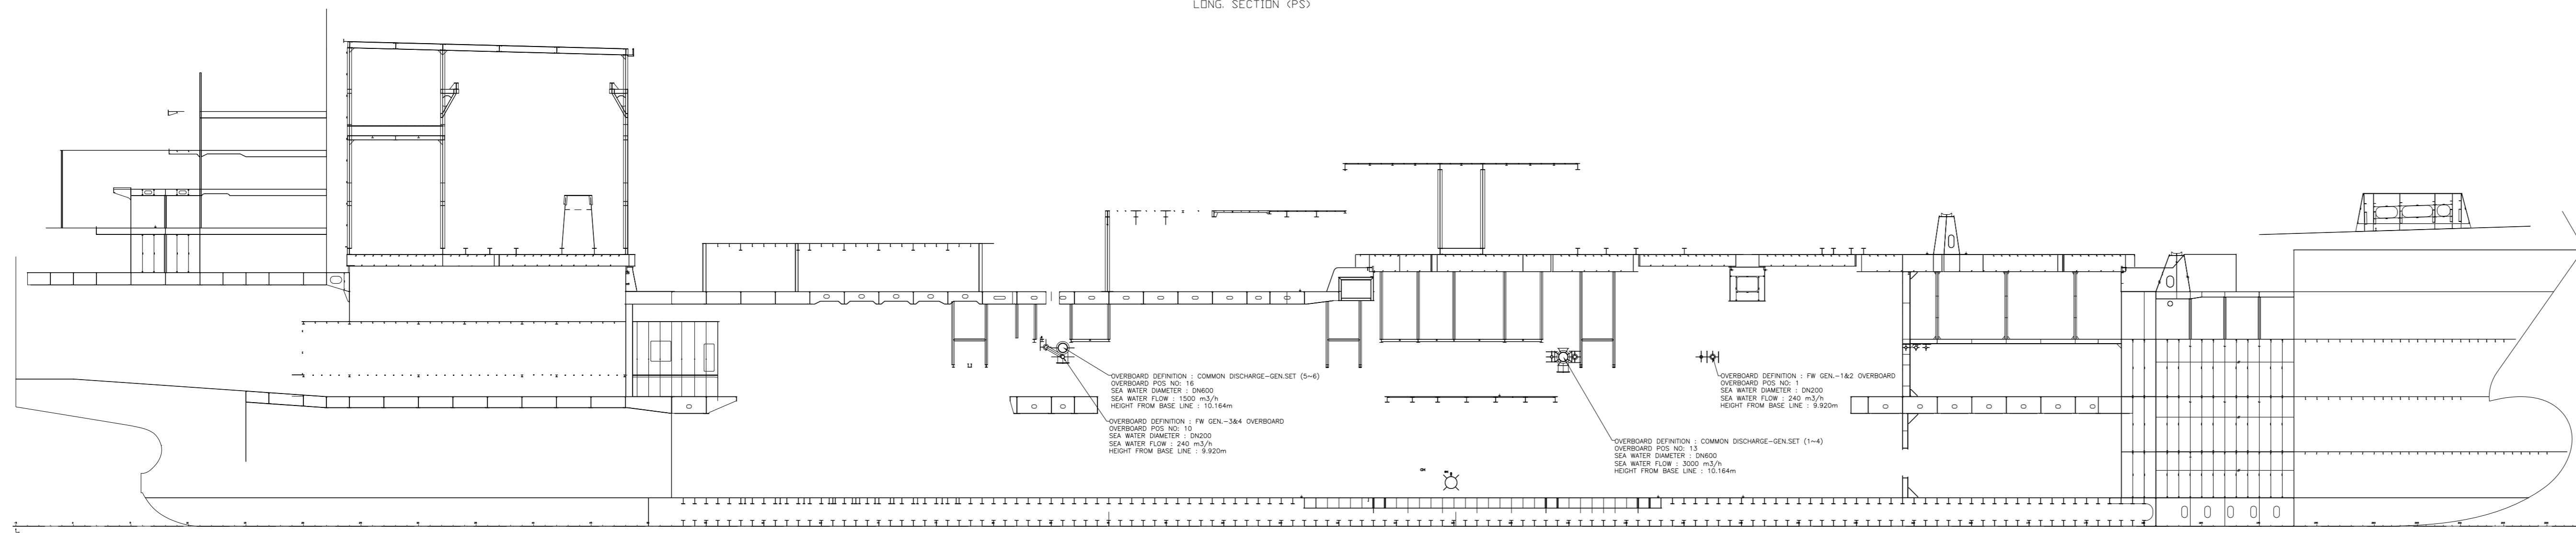 LONG. SECTION (PS)
OVERBOARD DEFINITION : COMMON DISCHARGE-GEN.SET (5~6)
OVERBOARD POS NO: 16
SEA WATER DIAMETER : DN600
SEA WATER FLOW : 1500 m3/h
HEIGHT FROM BASE LINE : 10.164m
OVERBOARD DEFINITION : FW GEN.-3&4 OVERBOARD
OVERBOARD POS NO: 10
SEA WATER DIAMETER : DN200
SEA WATER FLOW : 240 m3/h
HEIGHT FROM BASE LINE : 9.920m
OVERBOARD DEFINITION : FW GEN.-1&2 OVERBOARD
OVERBOARD POS NO: 1
SEA WATER DIAMETER : DN200
SEA WATER FLOW : 240 m3/h
HEIGHT FROM BASE LINE : 9.920m
OVERBOARD DEFINITION : COMMON DISCHARGE-GEN.SET (1~4)
OVERBOARD POS NO: 13
SEA WATER DIAMETER : DN600
SEA WATER FLOW : 3000 m3/h
HEIGHT FROM BASE LINE : 10.164m